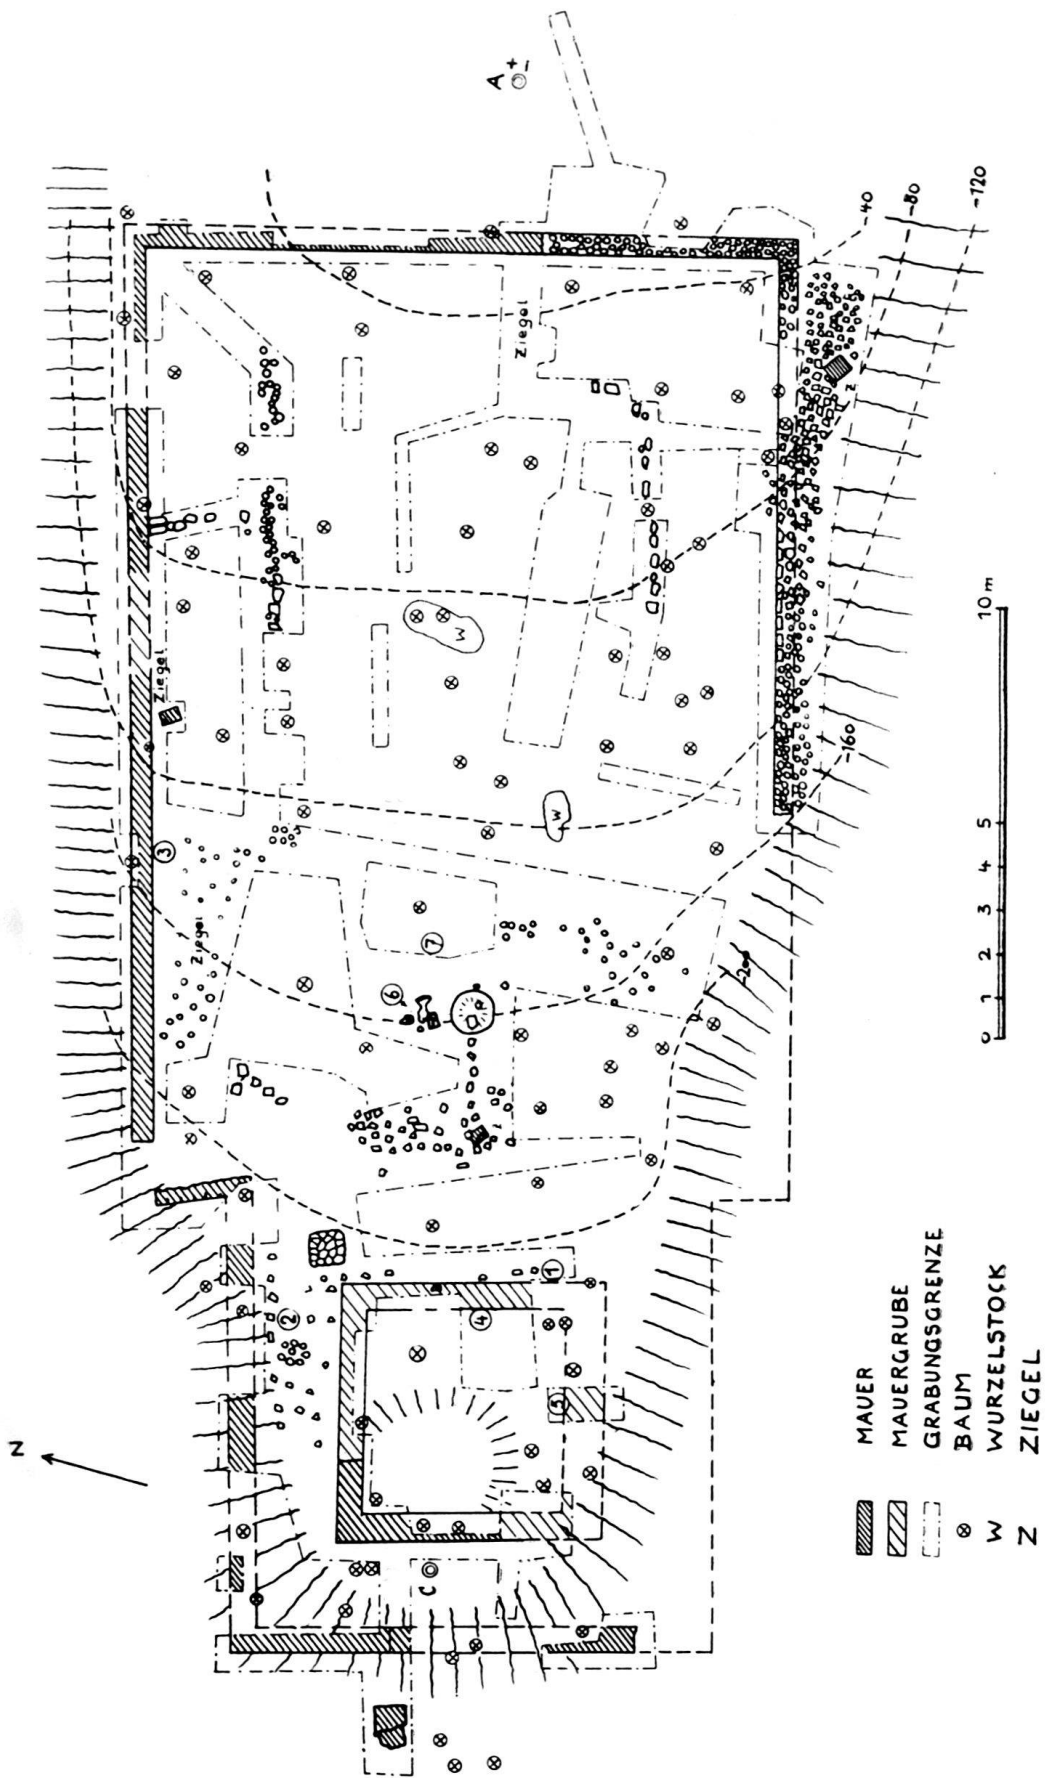 N
A
+
-
-40
-80
-120
-160
-200
Ziegel
Ziegel
Ziegel
W
W
Z
Z
3
7
6
1
2
4
5
C
0 1 2 3 4 5 10 m
MAUER
MAUERGRUBE
GRABUNGSGRENZE
BAUM
W WURZELSTOCK
Z ZIEGEL